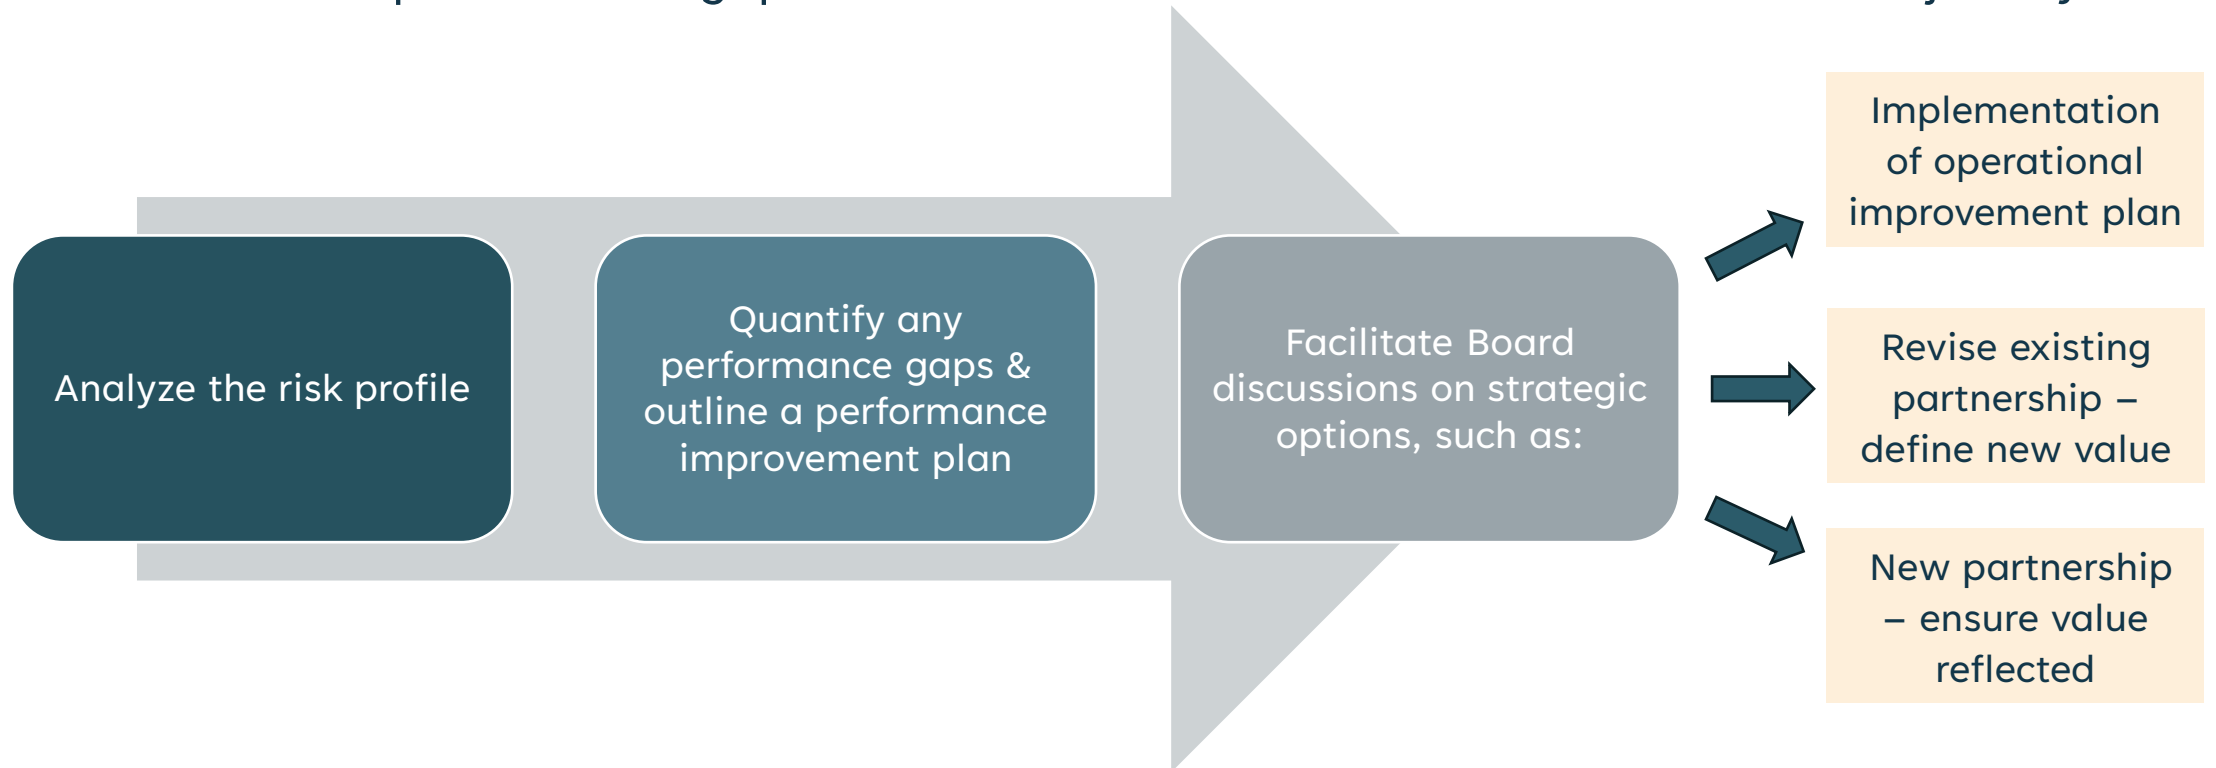 Analyze the risk profile
Quantify any
performance gaps &
outline a performance
improvement plan
Facilitate Board
discussions on strategic
options, such as:
Implementation
of operational
improvement plan
Revise existing
partnership –
define new value
New partnership
– ensure value
reflected